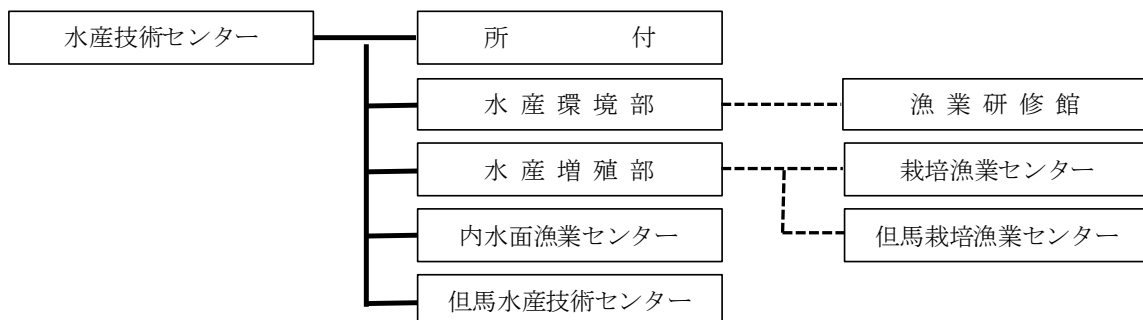 水産技術センター
所付
水産環境部
漁業研修館
水産増殖部
栽培漁業センター
内水面漁業センター
但馬栽培漁業センター
但馬水産技術センター